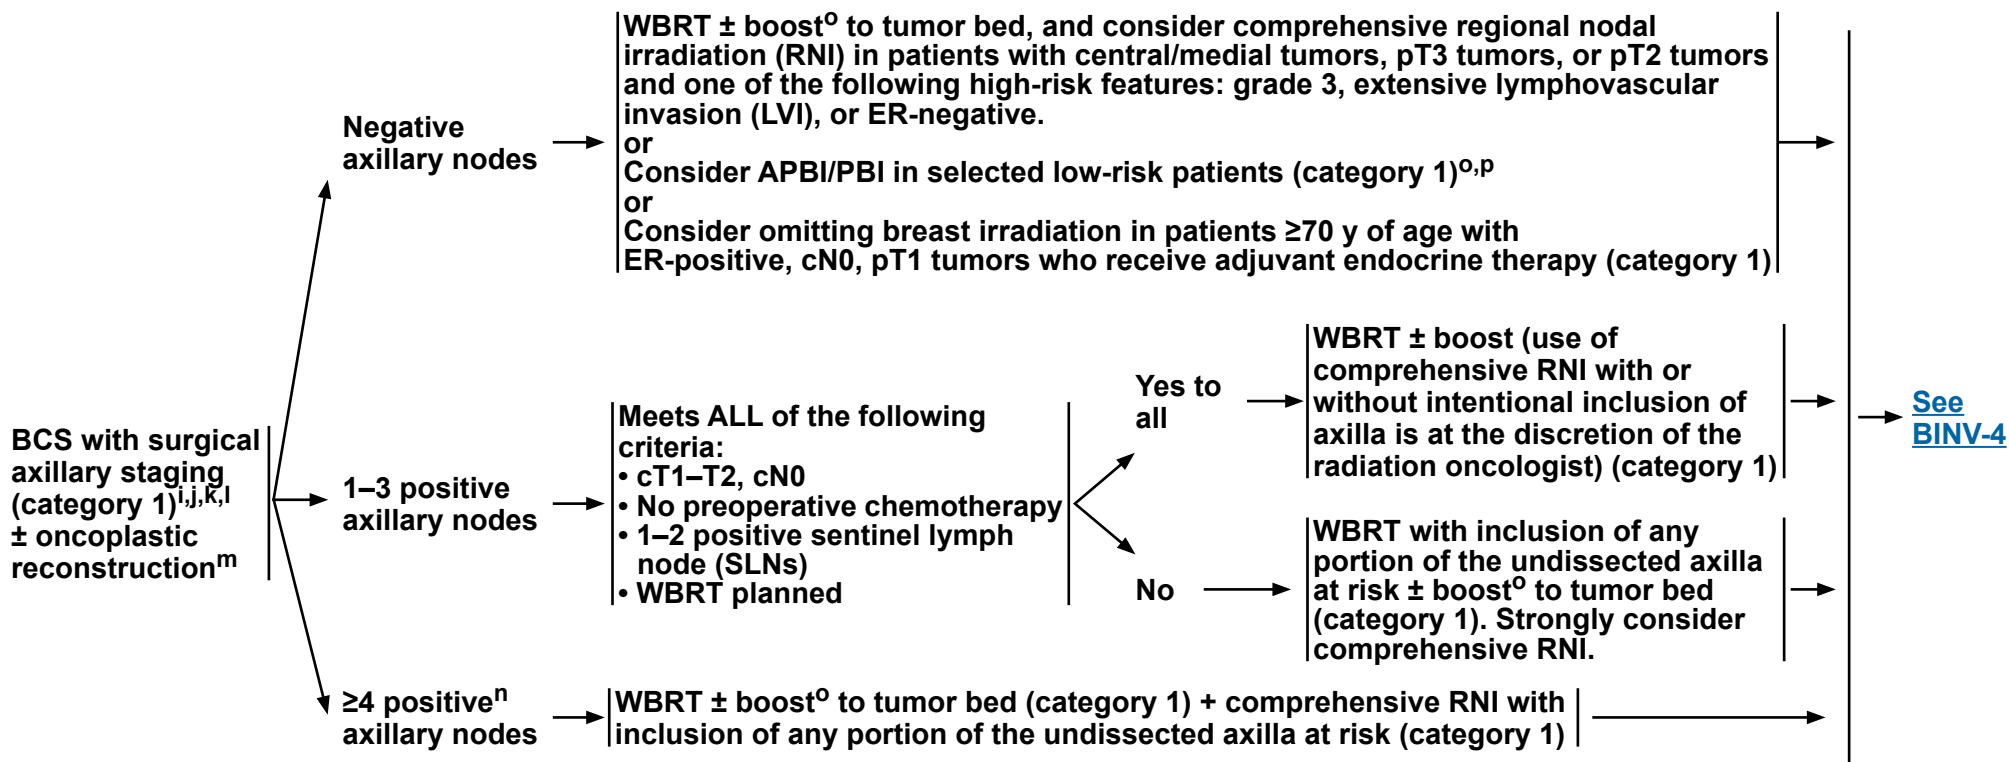 BCS with surgical
axillary staging
(category 1)i,j,k,l
± oncoplastic
reconstructionm
Negative
axillary nodes
WBRT ± boosto to tumor bed, and consider comprehensive regional nodal
irradiation (RNI) in patients with central/medial tumors, pT3 tumors, or pT2 tumors
and one of the following high-risk features: grade 3, extensive lymphovascular
invasion (LVI), or ER-negative.
or
Consider APBI/PBI in selected low-risk patients (category 1)o,p
or
Consider omitting breast irradiation in patients ≥70 y of age with
ER-positive, cN0, pT1 tumors who receive adjuvant endocrine therapy (category 1)
1–3 positive
axillary nodes
Meets ALL of the following
criteria:
• cT1–T2, cN0
• No preoperative chemotherapy
• 1–2 positive sentinel lymph
node (SLNs)
• WBRT planned
Yes to
all
WBRT ± boost (use of
comprehensive RNI with or
without intentional inclusion of
axilla is at the discretion of the
radiation oncologist) (category 1)
No
WBRT with inclusion of any
portion of the undissected axilla
at risk ± boosto to tumor bed
(category 1). Strongly consider
comprehensive RNI.
≥4 positiven
axillary nodes
WBRT ± boosto to tumor bed (category 1) + comprehensive RNI with
inclusion of any portion of the undissected axilla at risk (category 1)
See
BINV-4